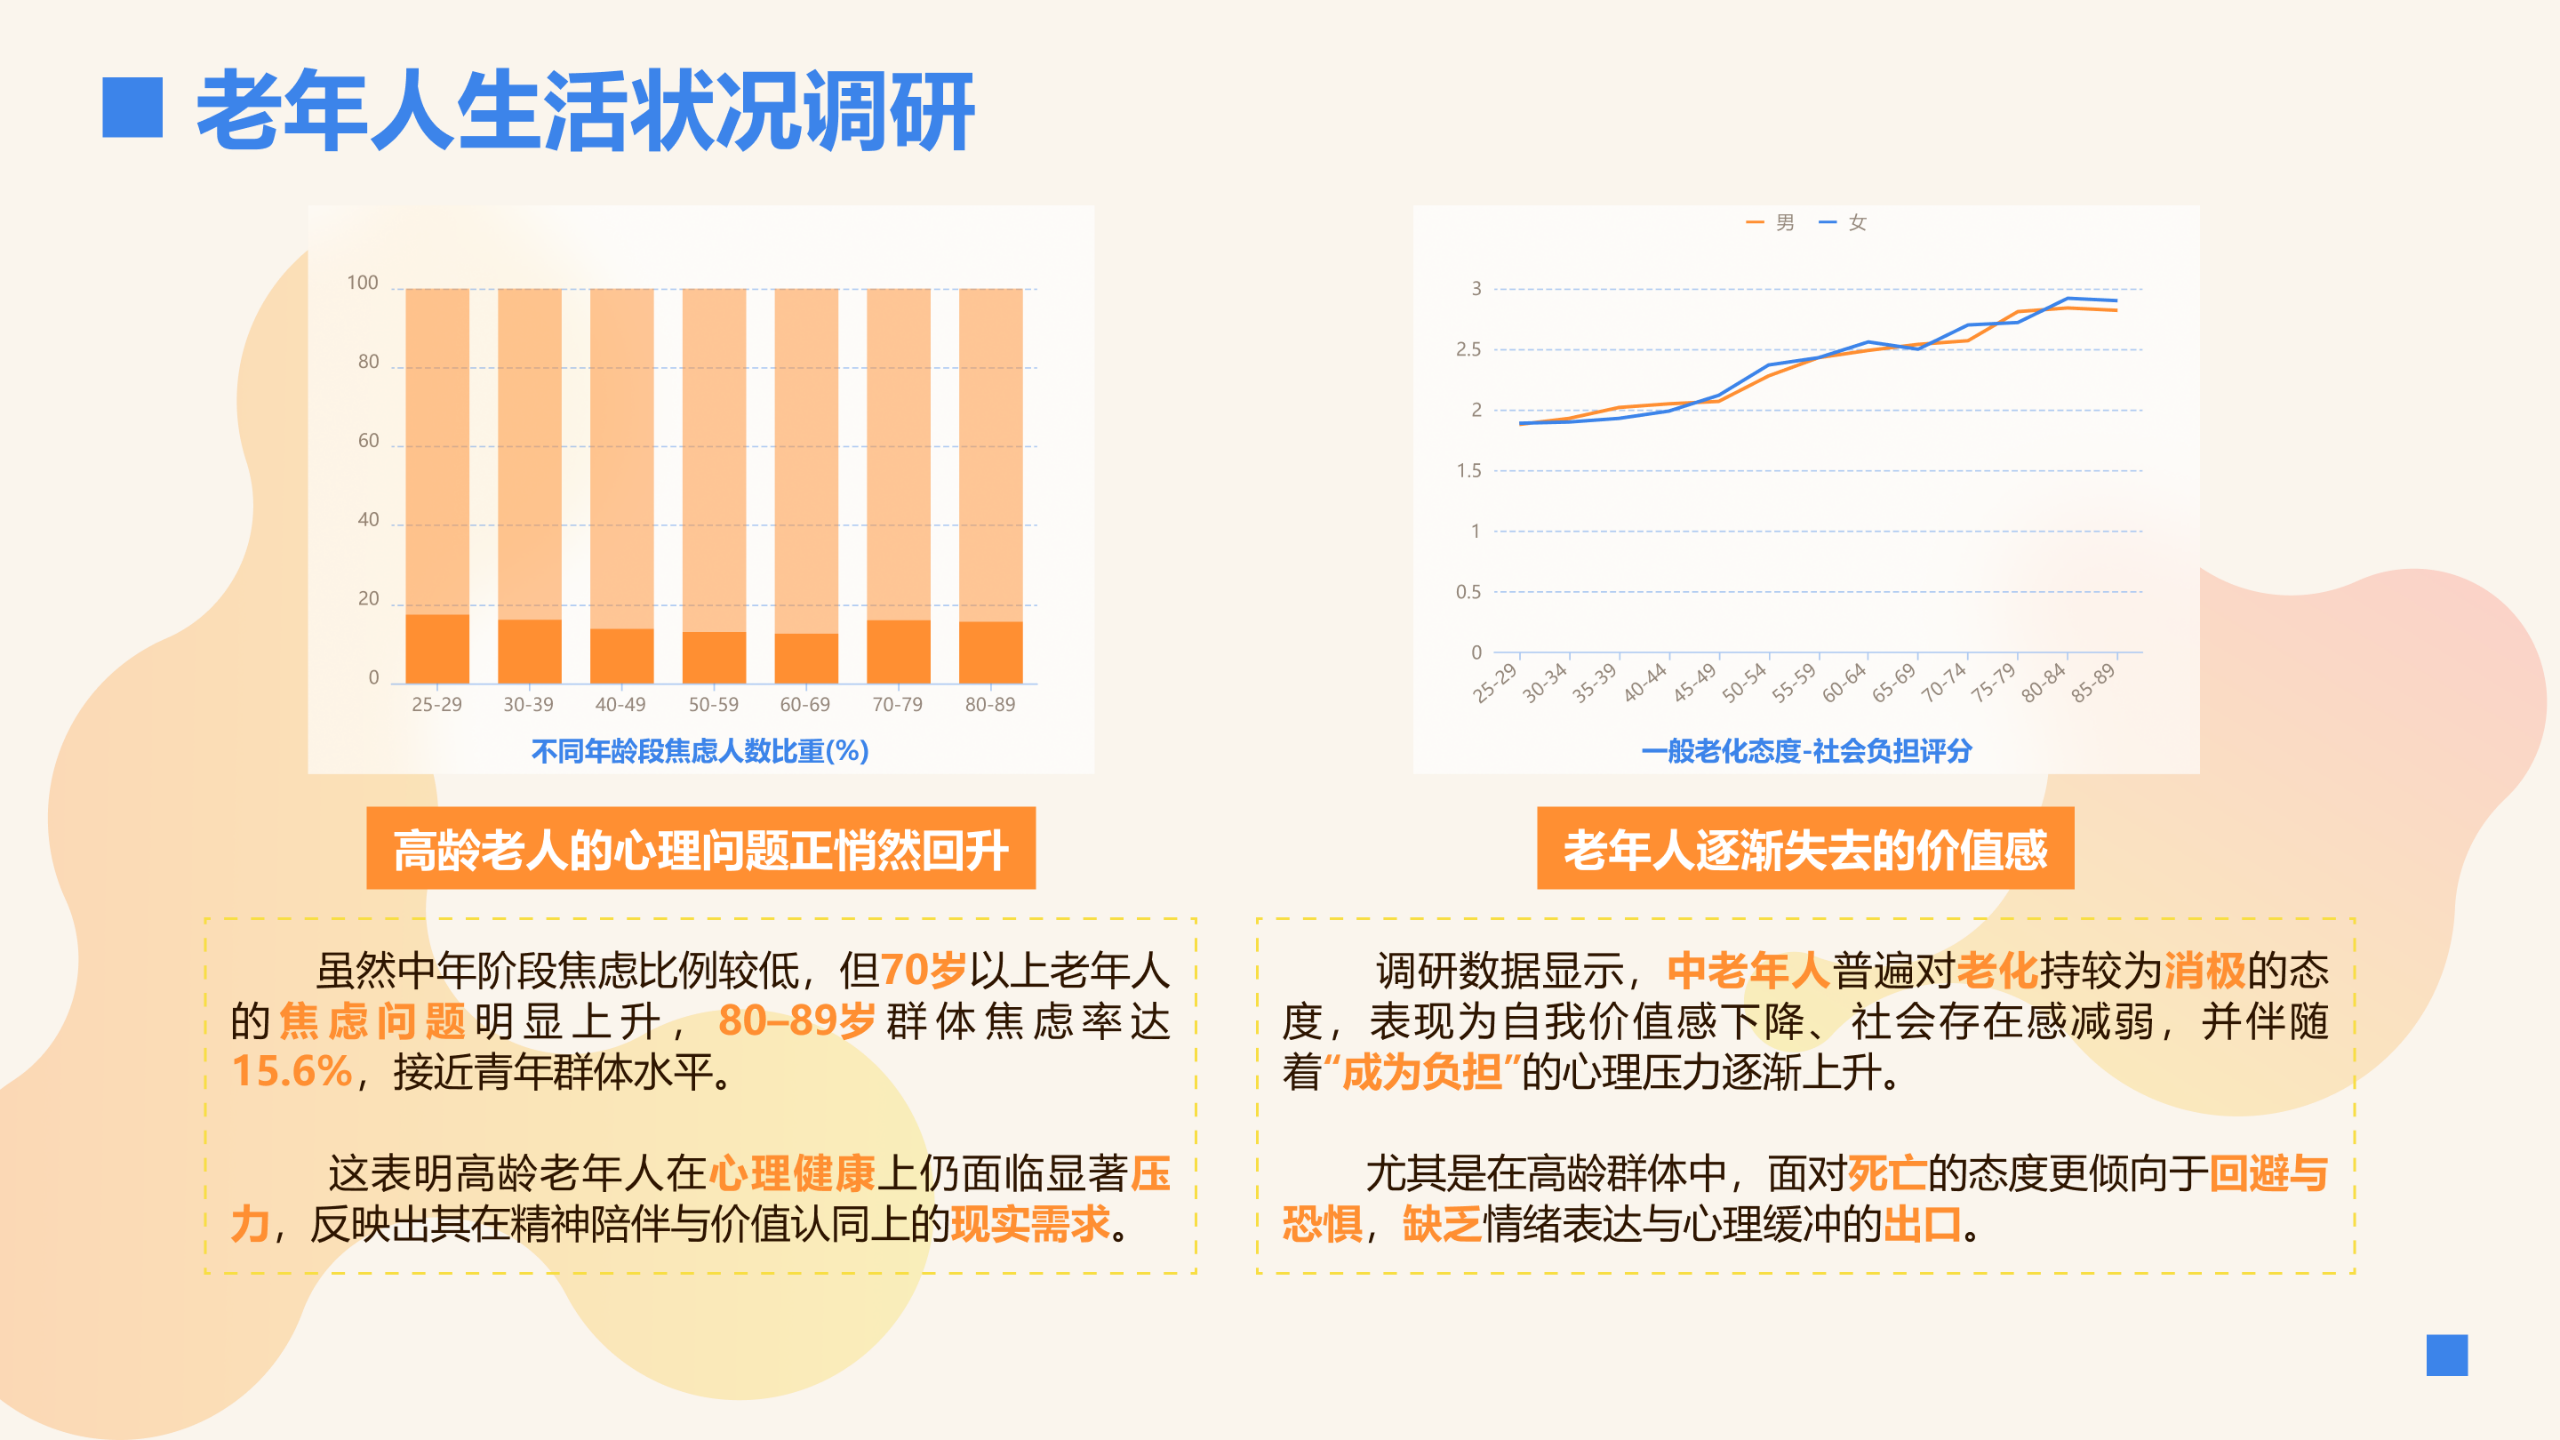 老年人生活状况调研
100
80
60
40
20
0
25-29 30-39 40-49 50-59 60-69 70-79 80-89
不同年龄段焦虑人数比重(%)
男 女
3
2.5
2
1.5
1
0.5
0
25-29 30-34 35-39 40-44 45-49 50-54 55-59 60-64 65-69 70-74 75-79 80-84 85-89
一般老化态度-社会负担评分
高龄老人的心理问题正悄然回升
虽然中年阶段焦虑比例较低，但70岁以上老年人
的焦虑问题明显上升，80–89岁群体焦虑率达
15.6%，接近青年群体水平。
这表明高龄老年人在心理健康上仍面临显著压
力，反映出其在精神陪伴与价值认同上的现实需求。
老年人逐渐失去的价值感
调研数据显示，中老年人普遍对老化持较为消极的态
度，表现为自我价值感下降、社会存在感减弱，并伴随
着“成为负担”的心理压力逐渐上升。
尤其是在高龄群体中，面对死亡的态度更倾向于回避与
恐惧，缺乏情绪表达与心理缓冲的出口。